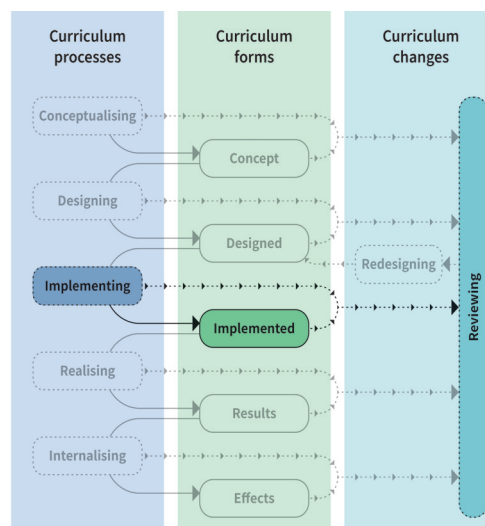 Curriculum
processes
Curriculum
forms
Curriculum
changes
Conceptualising
Concept
Designing
Designed
Redesigning
Implementing
Implemented
Reviewing
Realising
Results
Internalising
Effects